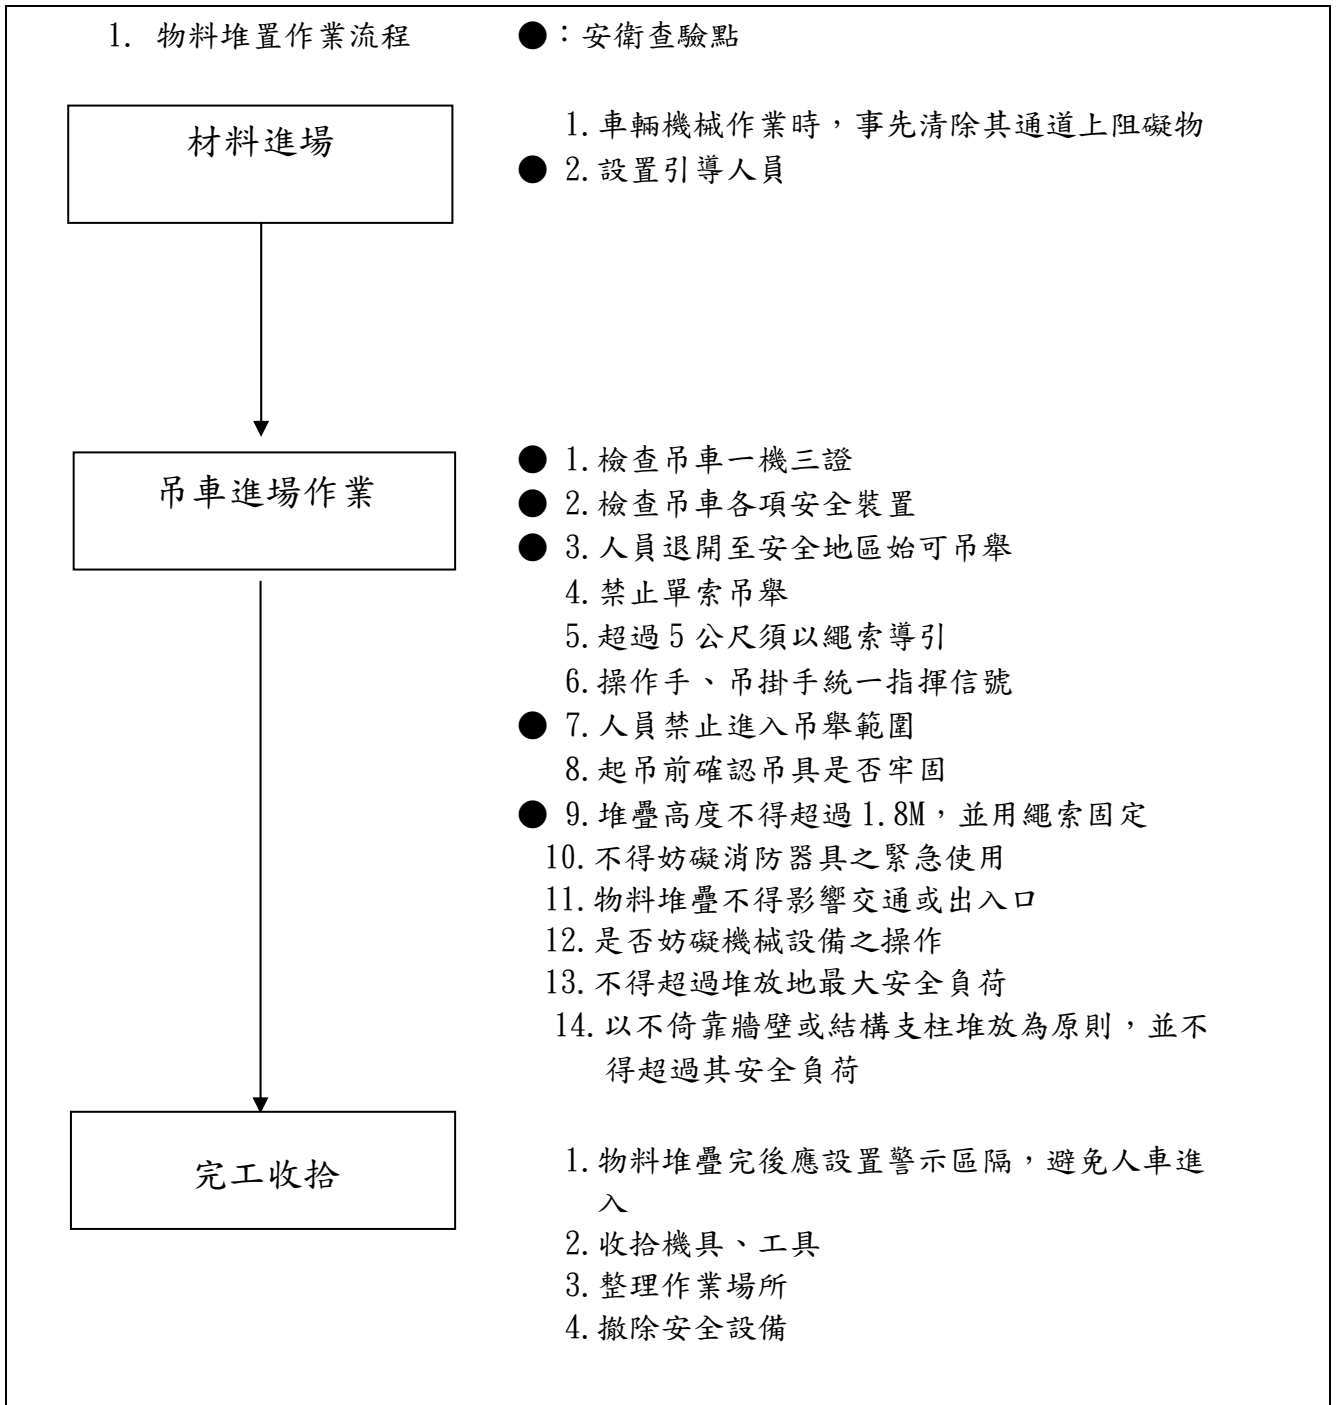 1. 物料堆置作業流程 ●：安衛查驗點
材料進場
1.車輛機械作業時，事先清除其通道上阻礙物
● 2.設置引導人員
吊車進場作業
● 1.檢查吊車一機三證
● 2.檢查吊車各項安全裝置
● 3.人員退開至安全地區始可吊舉
4.禁止單索吊舉
5.超過5公尺須以繩索導引
6.操作手、吊掛手統一指揮信號
● 7.人員禁止進入吊舉範圍
8.起吊前確認吊具是否牢固
● 9.堆疊高度不得超過1.8M，並用繩索固定
10.不得妨礙消防器具之緊急使用
11.物料堆疊不得影響交通或出入口
12.是否妨礙機械設備之操作
13.不得超過堆放地最大安全負荷
14.以不倚靠牆壁或結構支柱堆放為原則，並不
得超過其安全負荷
完工收拾
1.物料堆疊完後應設置警示區隔，避免人車進
入
2.收拾機具、工具
3.整理作業場所
4.撤除安全設備